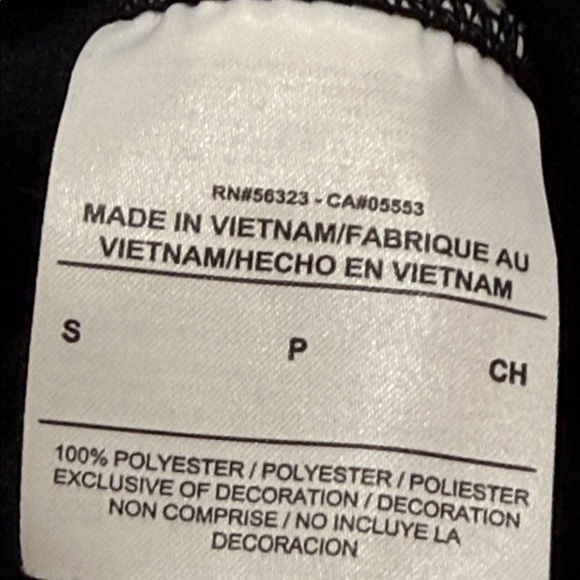 RN#56323 - CA#05553
MADE IN VIETNAM/FABRIQUE AU
VIETNAM/HECHO EN VIETNAM
S P CH
100% POLYESTER / POLYESTER / POLIESTER
EXCLUSIVE OF DECORATION / DECORATION
NON COMPRISE / NO INCLUYE LA
DECORACION